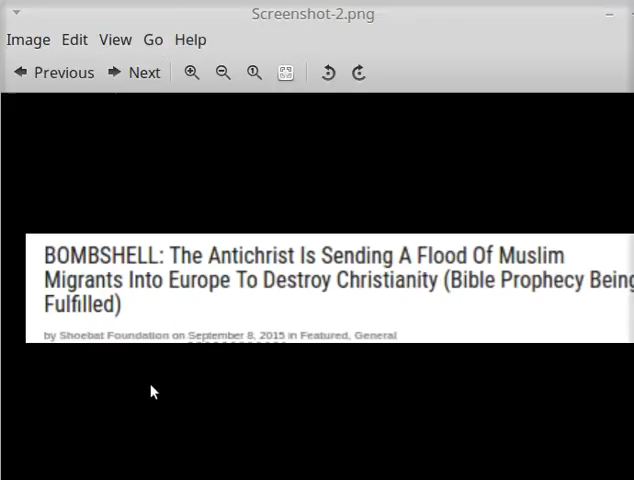 Screenshot-2.png
Image Edit View Go Help
Previous Next
BOMBSHELL: The Antichrist Is Sending A Flood Of Muslim
Migrants Into Europe To Destroy Christianity (Bible Prophecy Being
Fulfilled)
by Shoebat Foundation on September 8, 2015 in Featured, General